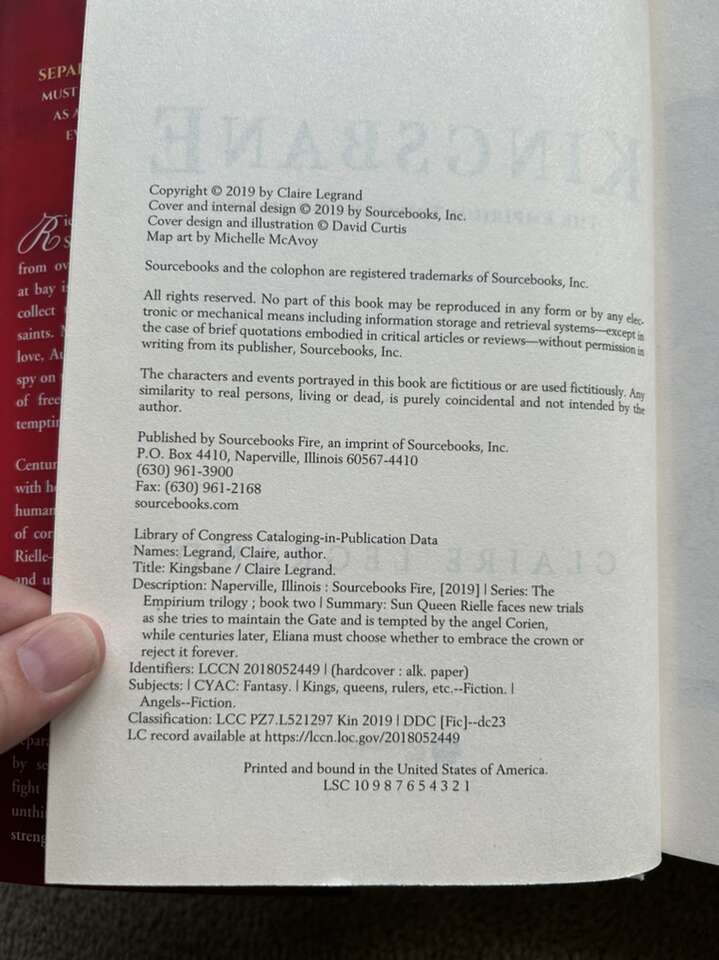 SEPA
MUST
AS A
EY
from ov
at bay i
collect
saints.
love, Au
spy on
of free
tempti
Centur
with h
human
of cor
Rielle-
and u
by se
fight
unthi
streng
KINGSBANE
Copyright © 2019 by Claire Legrand
Cover and internal design © 2019 by Sourcebooks, Inc.
Cover design and illustration © David Curtis
Map art by Michelle McAvoy
Sourcebooks and the colophon are registered trademarks of Sourcebooks, Inc.
All rights reserved. No part of this book may be reproduced in any form or by any elec-
tronic or mechanical means including information storage and retrieval systems—except in
the case of brief quotations embodied in critical articles or reviews—without permission in
writing from its publisher, Sourcebooks, Inc.
The characters and events portrayed in this book are fictitious or are used fictitiously. Any
similarity to real persons, living or dead, is purely coincidental and not intended by the
author.
Published by Sourcebooks Fire, an imprint of Sourcebooks, Inc.
P.O. Box 4410, Naperville, Illinois 60567-4410
(630) 961-3900
Fax: (630) 961-2168
sourcebooks.com
Library of Congress Cataloging-in-Publication Data
Names: Legrand, Claire, author.
Title: Kingsbane / Claire Legrand.
Description: Naperville, Illinois : Sourcebooks Fire, [2019] | Series: The
Empirium trilogy ; book two | Summary: Sun Queen Rielle faces new trials
as she tries to maintain the Gate and is tempted by the angel Corien,
while centuries later, Eliana must choose whether to embrace the crown or
reject it forever.
Identifiers: LCCN 2018052449 | (hardcover : alk. paper)
Subjects: | CYAC: Fantasy. | Kings, queens, rulers, etc.--Fiction. |
Angels--Fiction.
Classification: LCC PZ7.L521297 Kin 2019 | DDC [Fic]--dc23
LC record available at https://lccn.loc.gov/2018052449
Printed and bound in the United States of America.
LSC 10 9 8 7 6 5 4 3 2 1